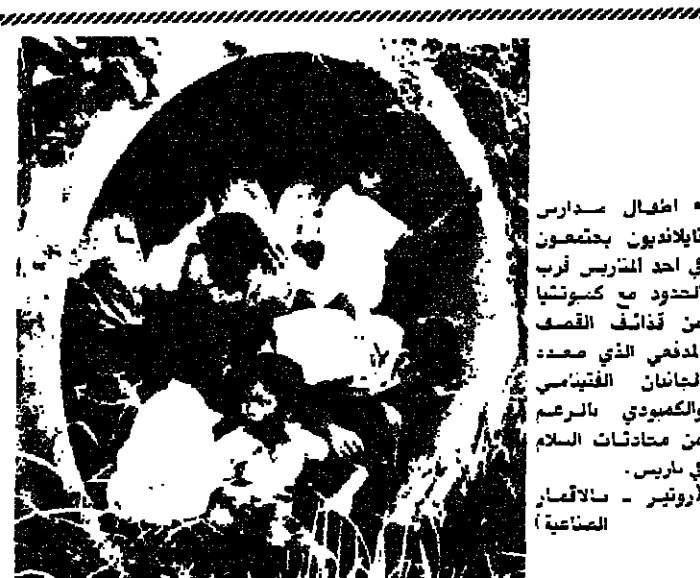 * اطفال مدارس
تايلانديون يحتمعون
في احد المتاريس قرب
الحدود مع كمبوتشيا
من قذائف القصف
المدفعي الذي صعده
الجانبان الفيتنامي
والكمبودي بالرغم
من محادثات السلام
في باريس.
(رويتر - بالاقمار
الصناعية)